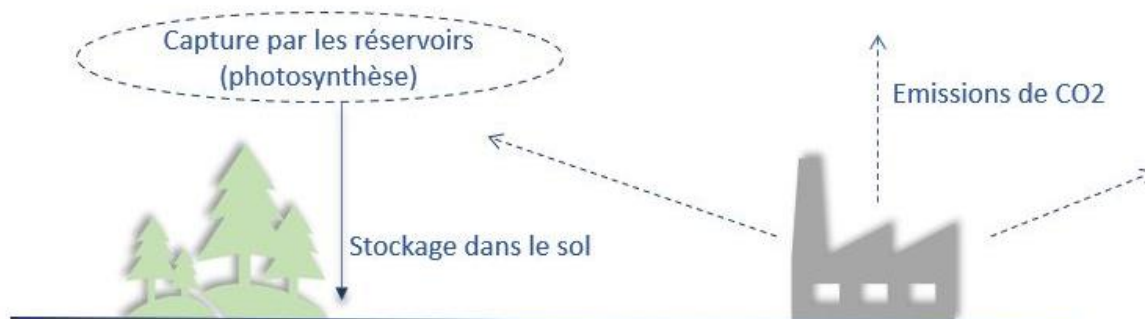 Capture par les réservoirs
(photosynthèse)
Emissions de CO2
Stockage dans le sol